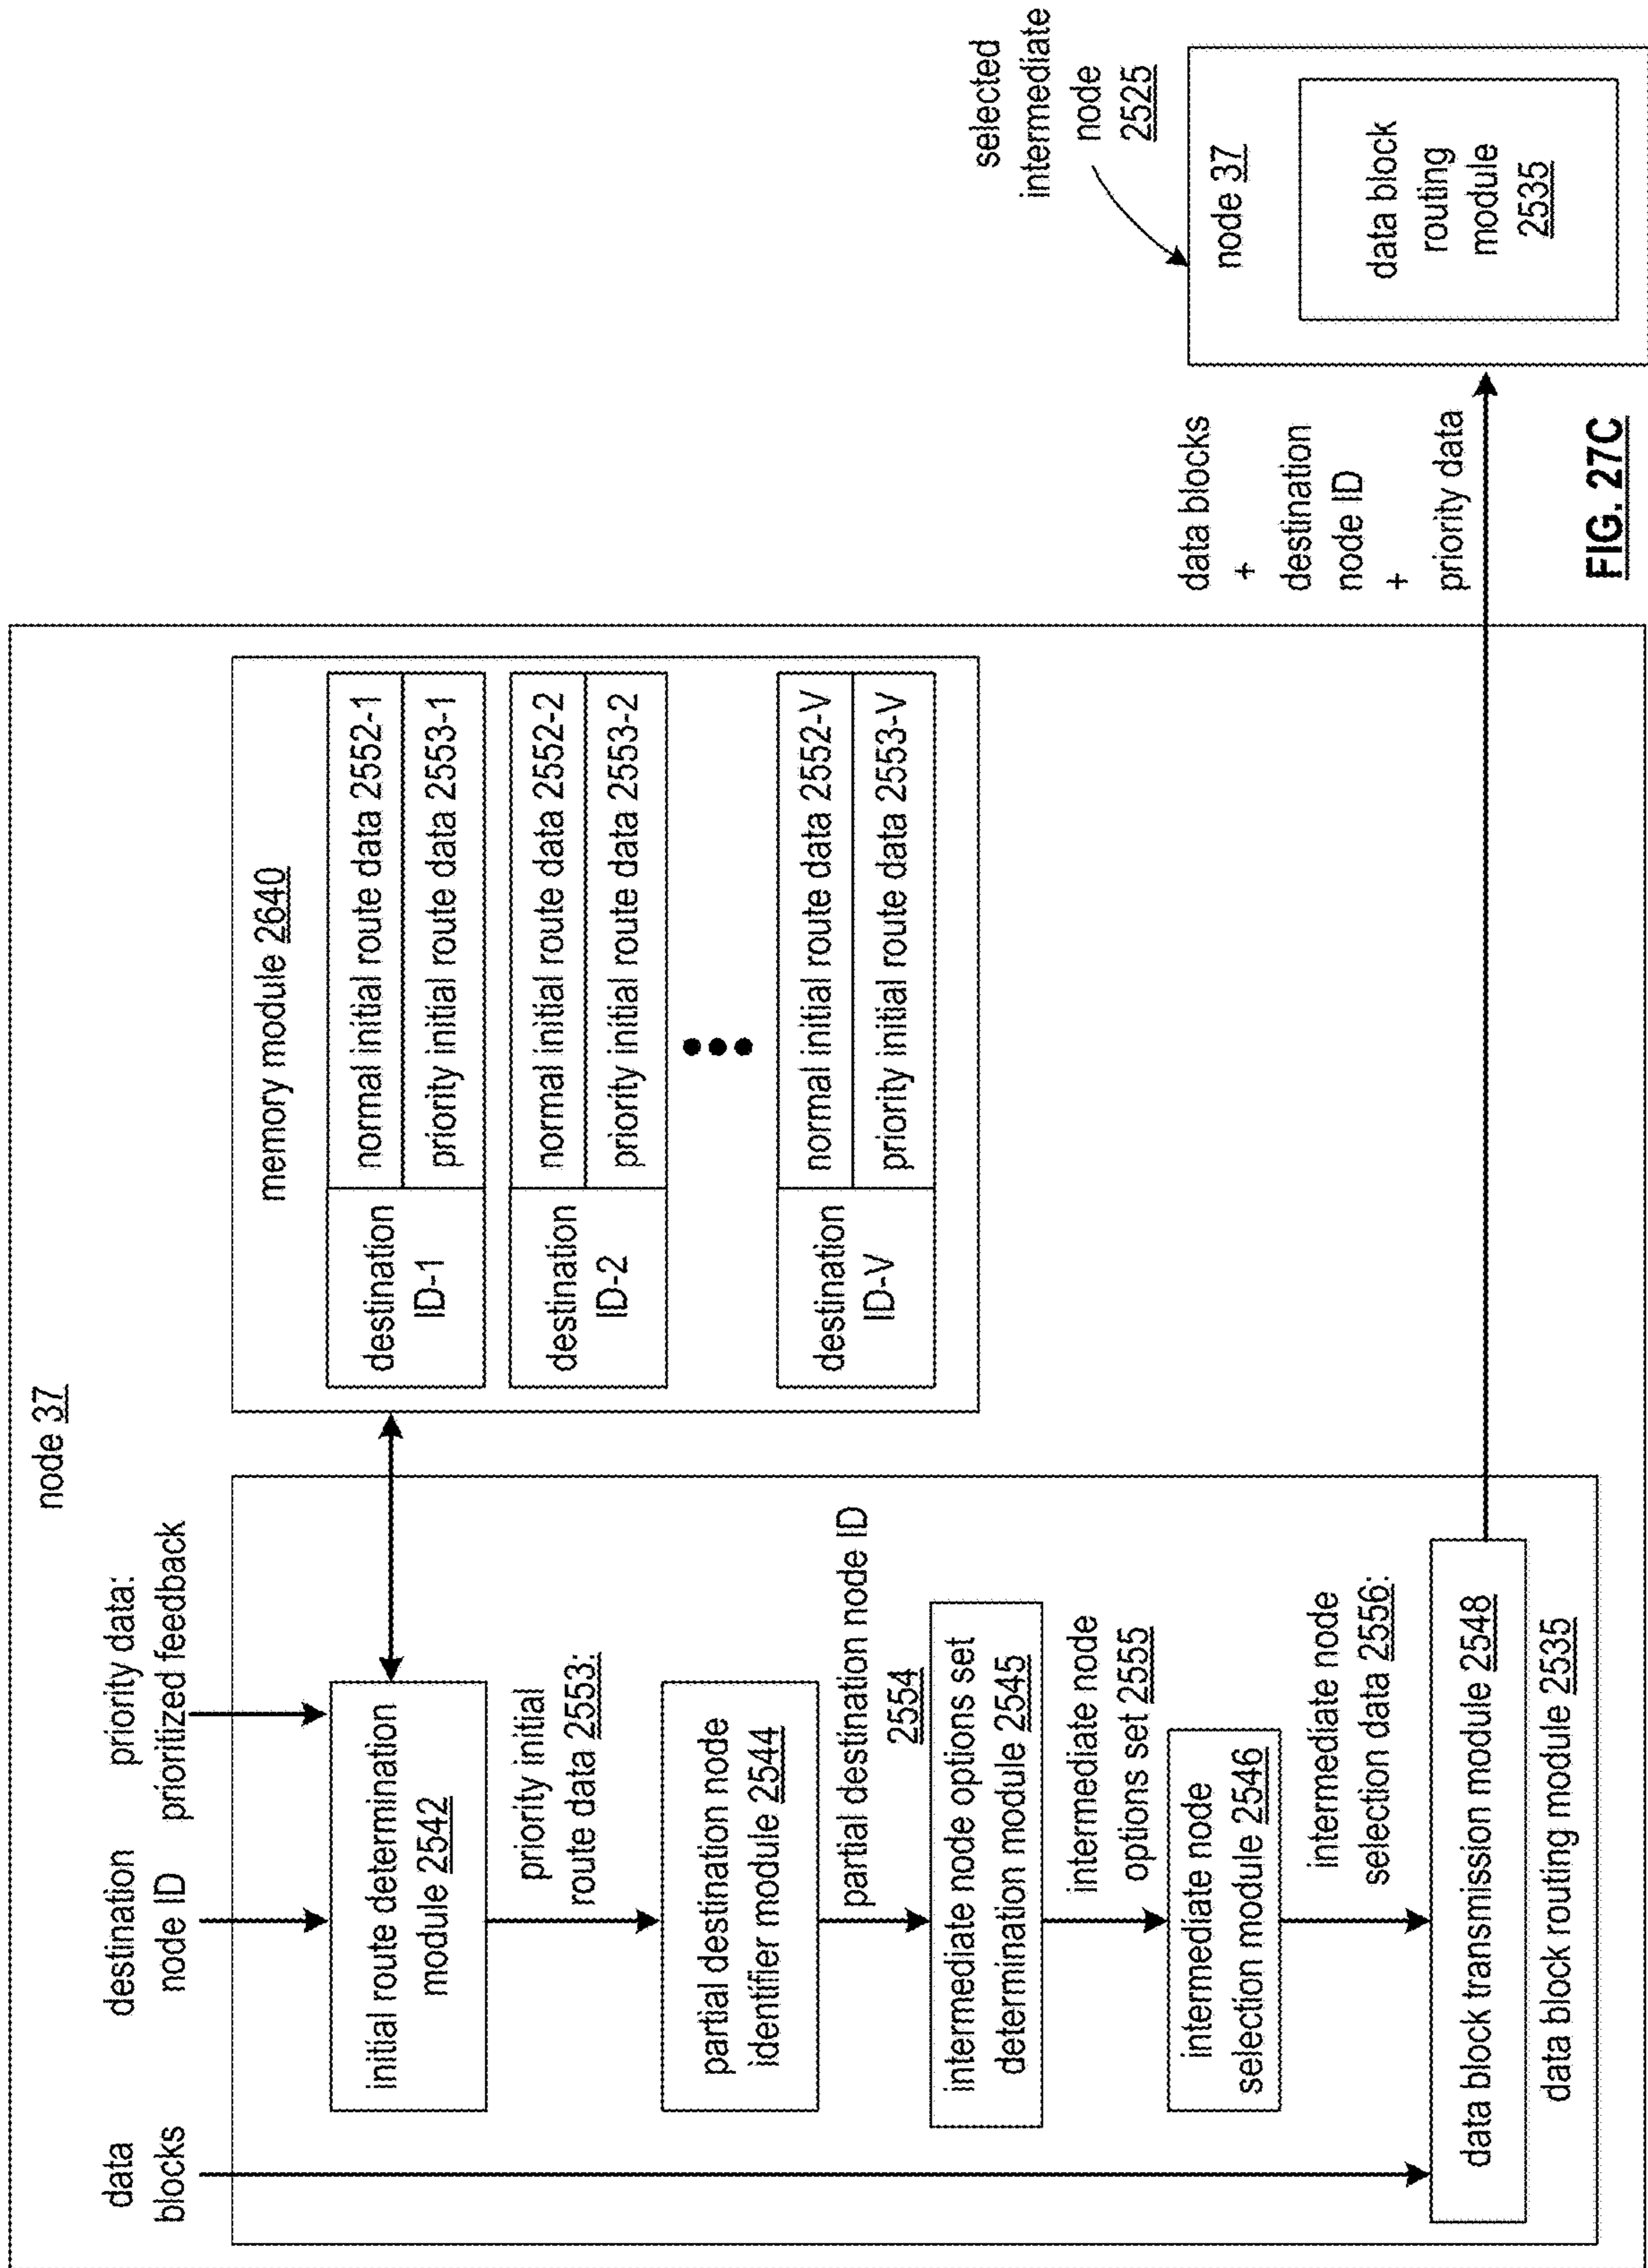 node 37
data
blocks
destination
node ID
priority data:
prioritized feedback
initial route determination
module 2542
priority initial
route data 2553:
partial destination node
identifier module 2544
partial destination node ID
2554
intermediate node options set
determination module 2545
intermediate node
options set 2555
intermediate node
selection module 2546
intermediate node
selection data 2556:
data block transmission module 2548
data block routing module 2535
memory module 2640
destination
ID-1
normal initial route data 2552-1
priority initial route data 2553-1
destination
ID-2
normal initial route data 2552-2
priority initial route data 2553-2
destination
ID-V
normal initial route data 2552-V
priority initial route data 2553-V
data blocks
+
destination
node ID
+
priority data
selected
intermediate
node
2525
node 37
data block
routing
module
2535
FIG. 27C